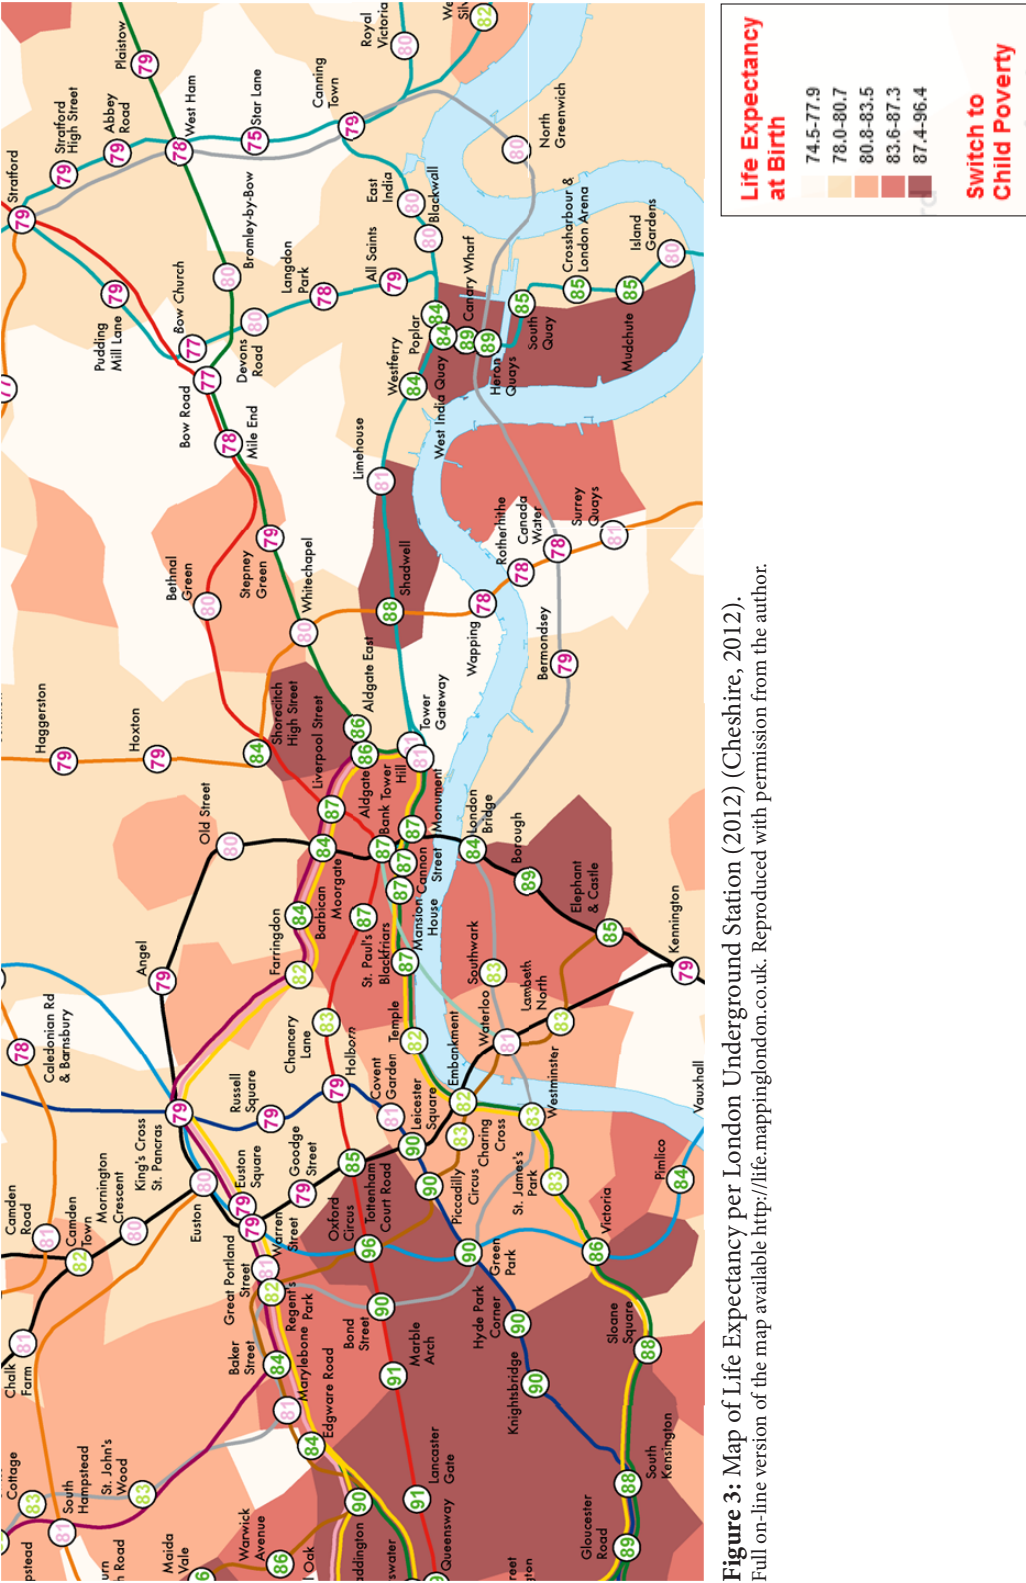 Cottage
83
pstead
81
South
Hampstead
urn
h Road
St. John's
Wood
83
Maida
Vale
6
Chalk
Farm
81
Camden
Road
81
Camden
Town
82
Mornington
Crescent
80
Caledonian Rd
& Barnsbury
78
King's Cross
St. Pancras
79
Angel
79
Old Street
80
Haggerston
79
Hoxton
79
77
Stratford
79
Stratford
High Street
79
Abbey
Road
79
Plaistow
79
West Ham
78
Star Lane
75
Pudding
Mill Lane
79
Bow Church
77
Bow Road
77
Bromley-by-Bow
80
Devons
Road
80
Mile End
78
Bethnal
Green
80
Stepney
Green
79
Whitechapel
80
Shorecitch
High Street
84
Langdon
Park
78
All Saints
79
Canning
Town
79
Royal
Victoria
80
We
Silv
82
East
India
80
Blackwall
80
Warwick
Avenue
86
l Oak
Edgware Road
84
Marylebone
81
Baker
Street
84
Great Portland
Street
81
Regent's
Park
82
Warren
Street
79
Euston
80
Euston
Square
79
Goodge
Street
79
Russell
Square
79
Farringdon
82
Barbican
84
Moorgate
84
Liverpool Street
87
Aldgate
86
Aldgate East
86
addington
90
swater
Queensway
9
Lancaster
Gate
91
Marble
Arch
91
Bond
Street
90
Oxford
Circus
96
Tottenham
Court Road
85
Holborn
79
Chancery
Lane
83
St. Paul's
87
Bank
87
Tower
Hill
81
Tower
Gateway
Shadwell
88
Limehouse
81
Westferry
84
Poplar
84
West India Quay
84
Canary Wharf
89
Heron
Quays
89
South
Quay
85
Crossharbour &
London Arena
85
Mudchute
85
Island
Gardens
80
North
Greenwich
80
Covent
Garden
81
Leicester
Square
90
Piccadilly
Circus
90
Charing
Cross
83
Embankment
82
Temple
82
Blackfriars
87
Mansion
House
87
Cannon
Street
87
Monument
87
London
Bridge
84
Wapping
78
Rotherhithe
78
Canada
Water
78
Surrey
Quays
81
Bermondsey
79
Hyde Park
Corner
90
Green
Park
90
Knightsbridge
90
St. James's
Park
83
Westminster
83
Waterloo
81
Southwark
83
Lambeth
North
83
Borough
89
Elephant
& Castle
85
Kennington
79
Gloucester
Road
89
South
Kensington
88
Sloane
Square
88
Victoria
86
Pimlico
84
Vauxhall
reet
gton
Life Expectancy
at Birth
74.5-77.9
78.0-80.7
80.8-83.5
83.6-87.3
87.4-96.4
Switch to
Child Poverty
Figure 3: Map of Life Expectancy per London Underground Station (2012) (Cheshire, 2012).
Full on-line version of the map available http://life.mappinglondon.co.uk. Reproduced with permission from the author.